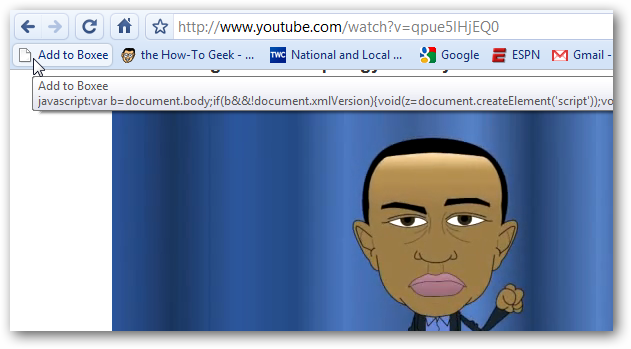 http://www.youtube.com/watch?v=qpue5lHjEQ0
Add to Boxee the How-To Geek - ... TWC National and Local ... Google ESPN Gmail -
Add to Boxee
javascript:var b=document.body;if(b&&!document.xmlVersion){void(z=document.createElement('script'));vo